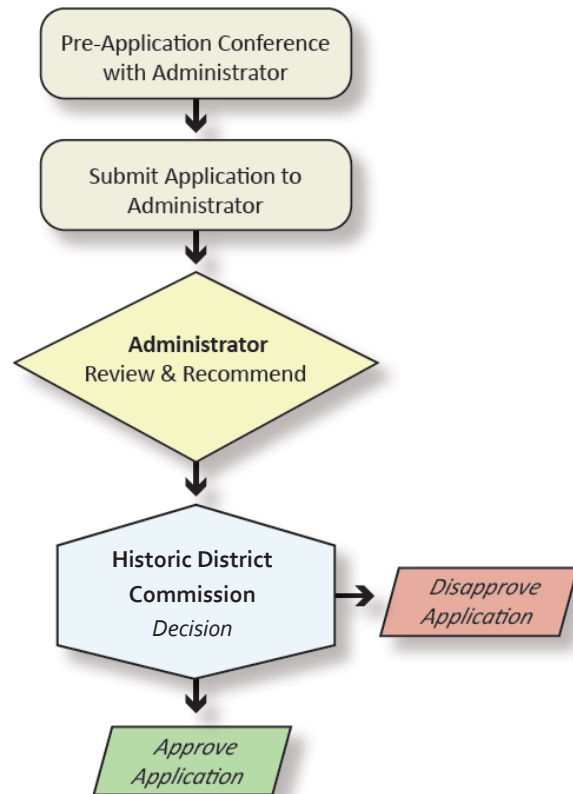 Pre-Application Conference
with Administrator
Submit Application to
Administrator
Administrator
Review & Recommend
Historic District
Commission
Decision
Disapprove
Application
Approve
Application